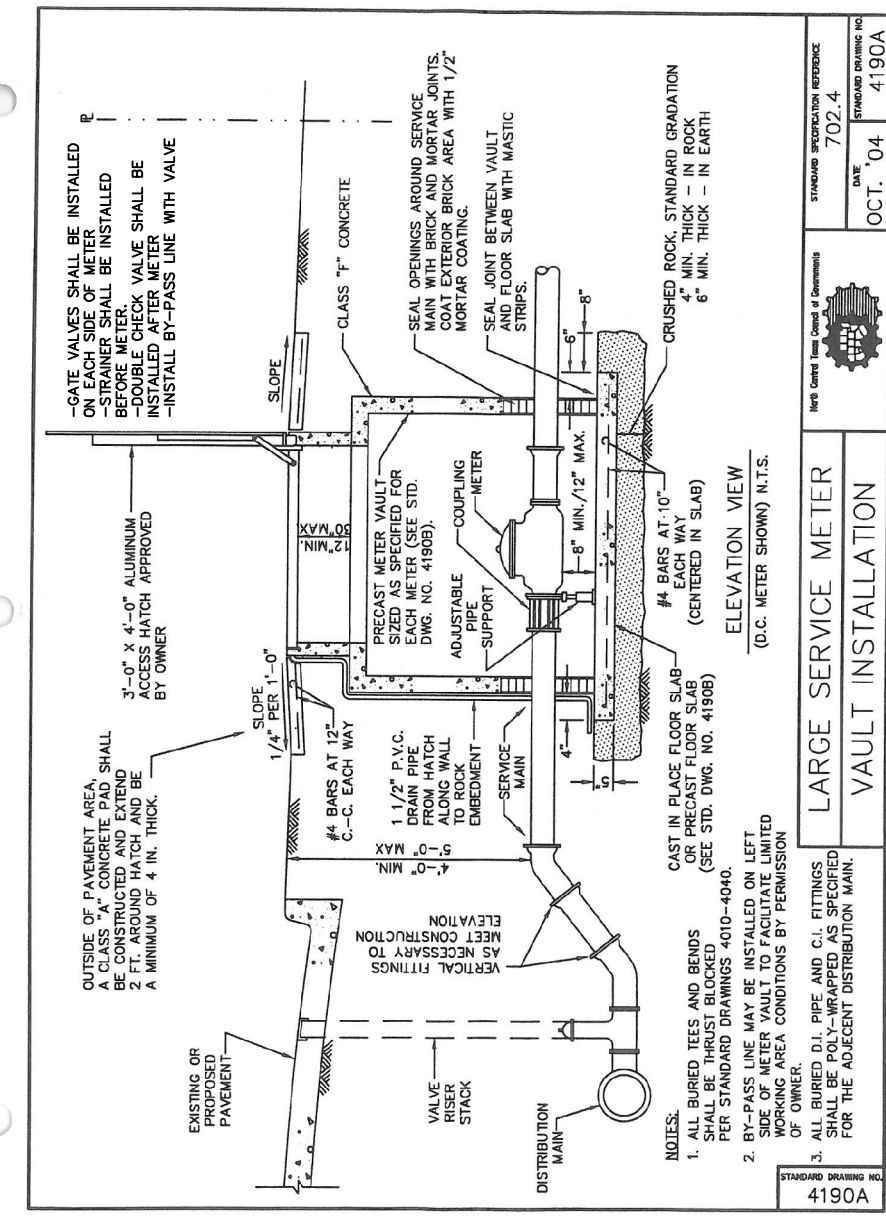 -GATE VALVES SHALL BE INSTALLED
ON EACH SIDE OF METER
-STRAINER SHALL BE INSTALLED
BEFORE METER.
-DOUBLE CHECK VALVE SHALL BE
INSTALLED AFTER METER
-INSTALL BY-PASS LINE WITH VALVE
PL
OUTSIDE OF PAVEMENT AREA,
A CLASS "A" CONCRETE PAD SHALL
BE CONSTRUCTED AND EXTEND
2 FT. AROUND HATCH AND BE
A MINIMUM OF 4 IN. THICK.
3'-0" X 4'-0" ALUMINUM
ACCESS HATCH APPROVED
BY OWNER
SLOPE
SLOPE
1/4" PER 1'-0"
EXISTING OR
PROPOSED
PAVEMENT
#4 BARS AT 12"
C.-C. EACH WAY
12" MIN.
30" MAX
CLASS "F" CONCRETE
4'-0" MIN.
5'-0" MAX
1 1/2" P.V.C.
DRAIN PIPE
FROM HATCH
ALONG WALL
TO ROCK
EMBEDMENT
PRECAST METER VAULT
SIZED AS SPECIFIED FOR
EACH METER (SEE STD.
DWG. NO. 4190B).
SEAL OPENINGS AROUND SERVICE
MAIN WITH BRICK AND MORTAR JOINTS.
COAT EXTERIOR BRICK AREA WITH 1/2"
MORTAR COATING.
VERTICAL FITTINGS
AS NECESSARY TO
MEET CONSTRUCTION
ELEVATION
ADJUSTABLE
PIPE
SUPPORT
COUPLING
METER
SEAL JOINT BETWEEN VAULT
AND FLOOR SLAB WITH MASTIC
STRIPS.
VALVE
RISER
STACK
SERVICE
MAIN
8" MIN./12" MAX.
6"
8"
4"
5"
DISTRIBUTION
MAIN
CAST IN PLACE FLOOR SLAB
OR PRECAST FLOOR SLAB
(SEE STD. DWG. NO. 4190B)
#4 BARS AT 10"
EACH WAY
(CENTERED IN SLAB)
CRUSHED ROCK, STANDARD GRADATION
4" MIN. THICK - IN ROCK
6" MIN. THICK - IN EARTH
ELEVATION VIEW
(D.C. METER SHOWN) N.T.S.
NOTES:
1. ALL BURIED TEES AND BENDS
SHALL BE THRUST BLOCKED
PER STANDARD DRAWINGS 4010-4040.
2. BY-PASS LINE MAY BE INSTALLED ON LEFT
SIDE OF METER VAULT TO FACILITATE LIMITED
WORKING AREA CONDITIONS BY PERMISSION
OF OWNER.
3. ALL BURIED D.I. PIPE AND C.I. FITTINGS
SHALL BE POLY-WRAPPED AS SPECIFIED
FOR THE ADJECENT DISTRIBUTION MAIN.
STANDARD DRAWING NO.
4190A
LARGE SERVICE METER
VAULT INSTALLATION
North Central Texas Council of Governments
STANDARD SPECIFICATION REFERENCE
702.4
DATE
OCT. '04
STANDARD DRAWING NO.
4190A